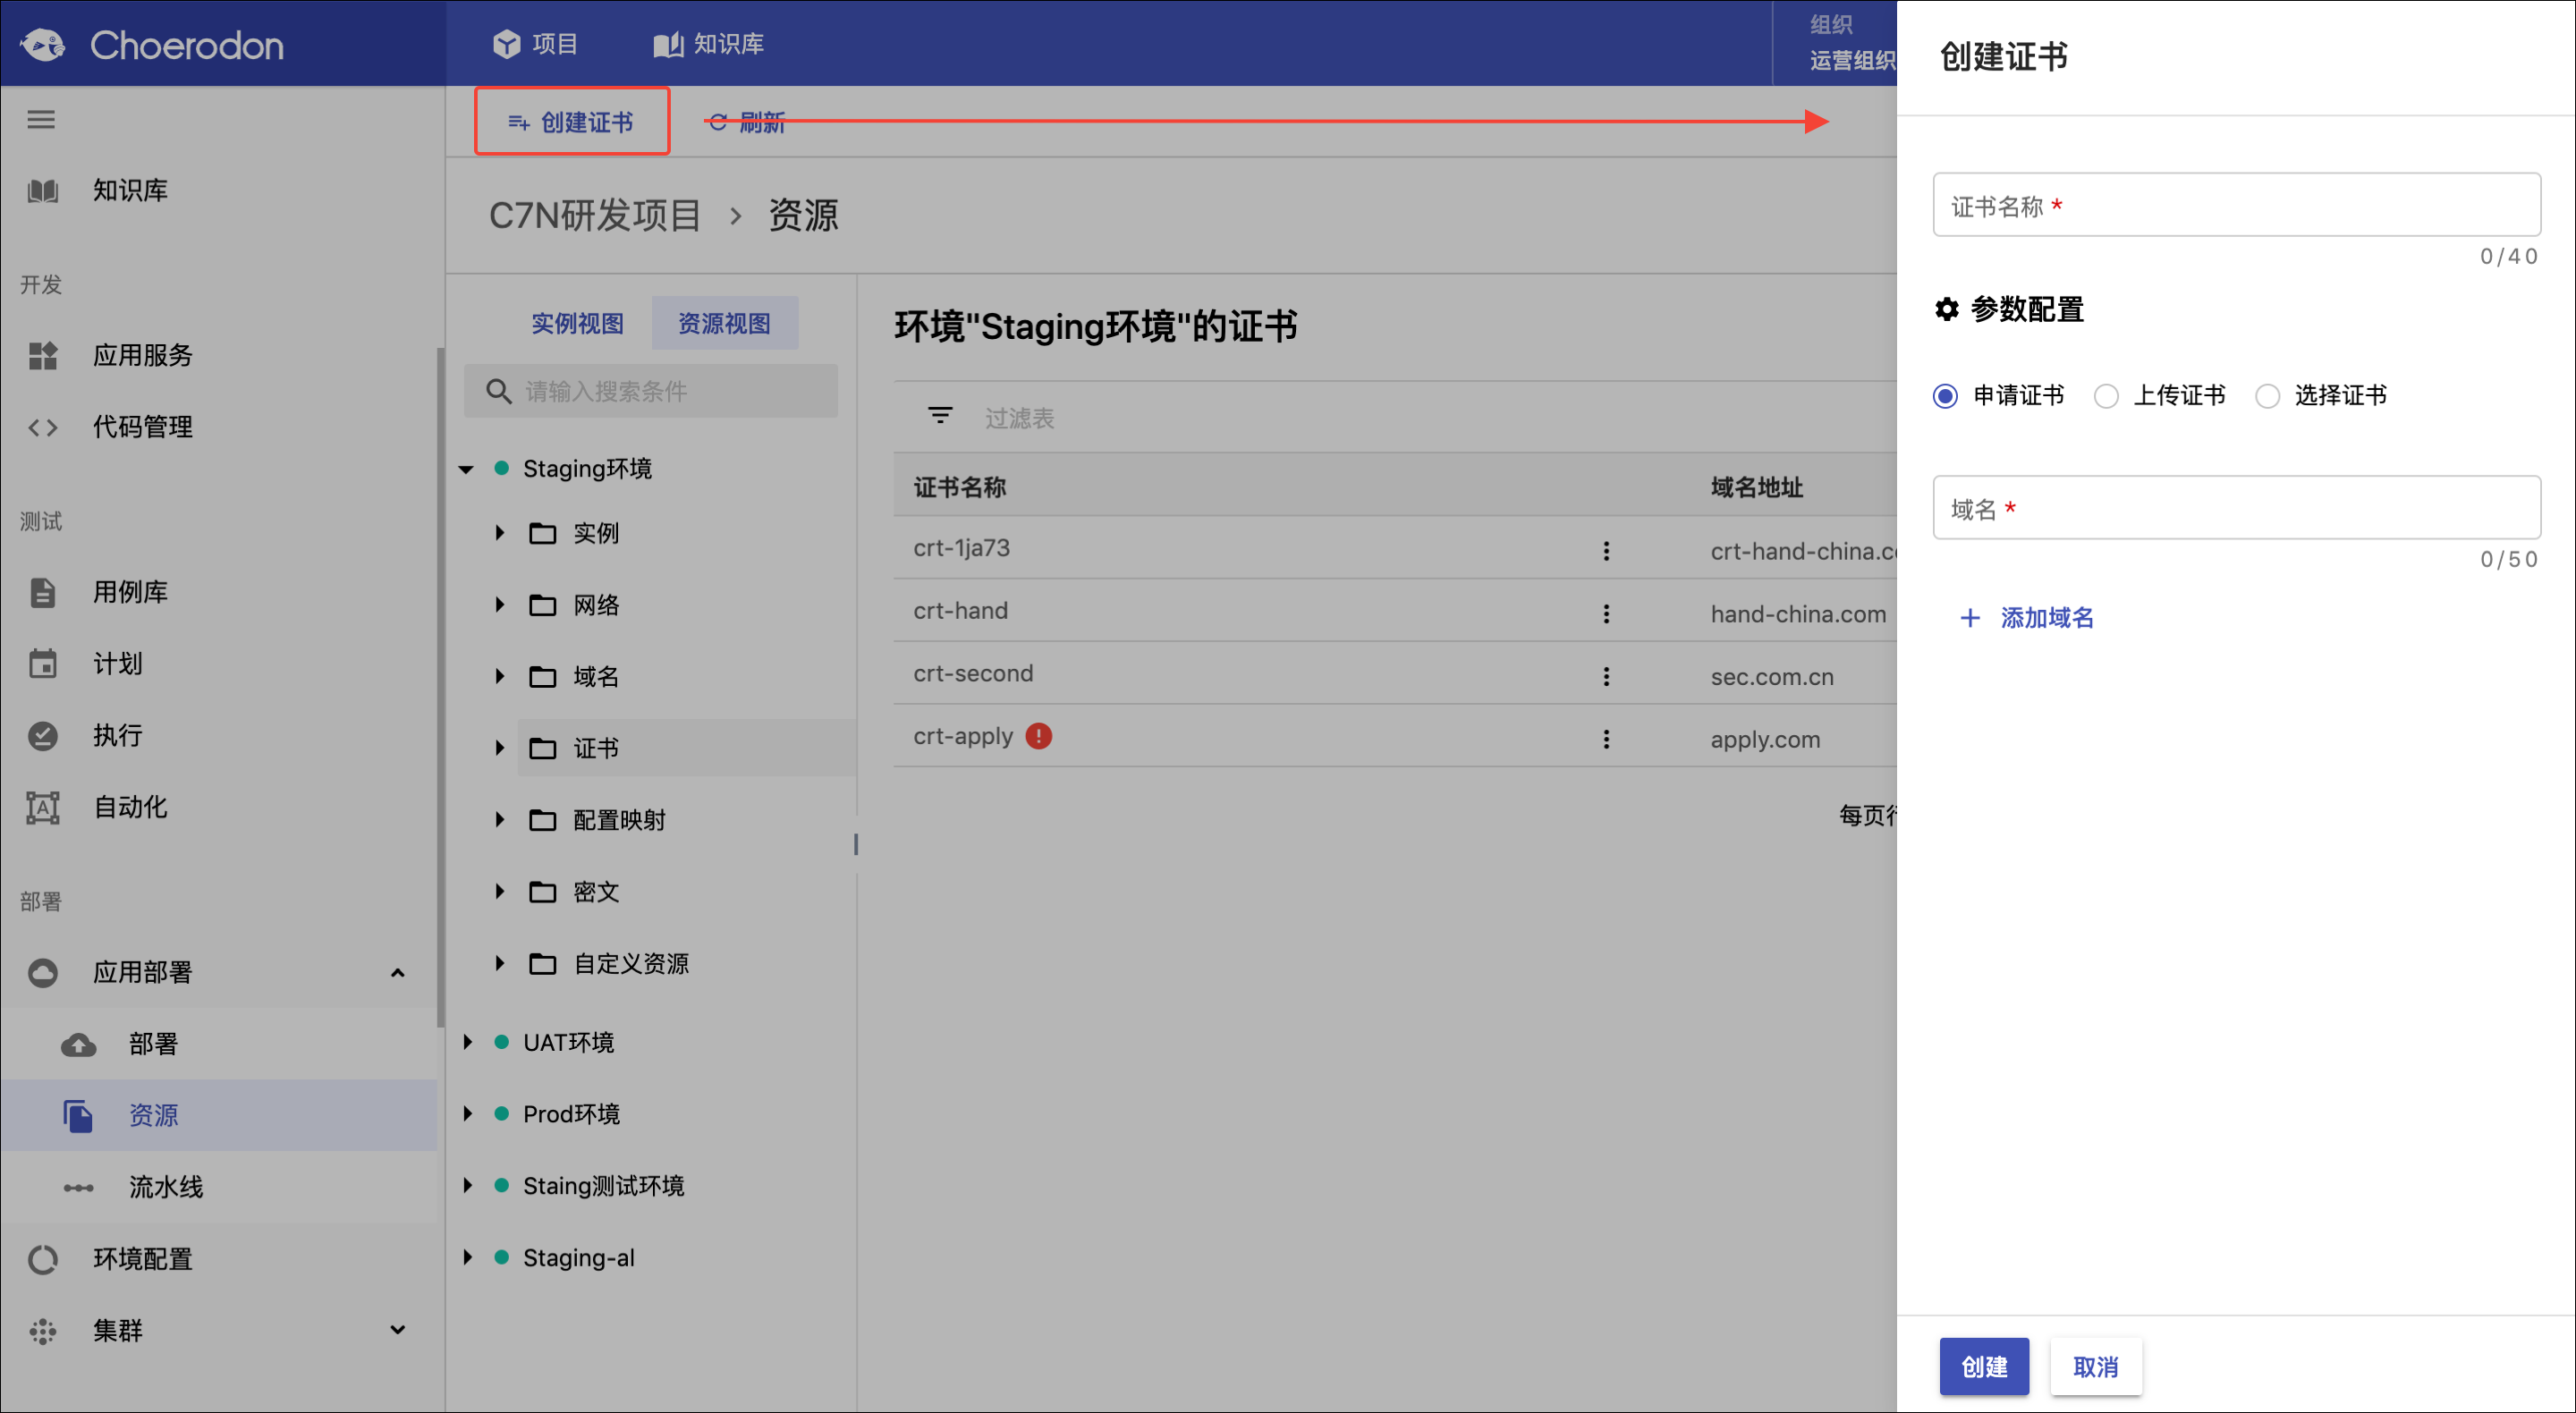 Choerodon
项目
知识库
组织
运营组织
创建证书
刷新
知识库
开发
应用服务
代码管理
测试
用例库
计划
执行
自动化
部署
应用部署
部署
资源
流水线
环境配置
集群
C7N研发项目 › 资源
实例视图
资源视图
请输入搜索条件
Staging环境
实例
网络
域名
证书
配置映射
密文
自定义资源
UAT环境
Prod环境
Staing测试环境
Staging-al
环境"Staging环境"的证书
过滤表
证书名称 域名地址
crt-1ja73 crt-hand-china.c
crt-hand hand-china.com
crt-second sec.com.cn
crt-apply apply.com
每页
创建证书
证书名称 *
0/40
参数配置
申请证书 上传证书 选择证书
域名 *
0/50
+ 添加域名
创建 取消